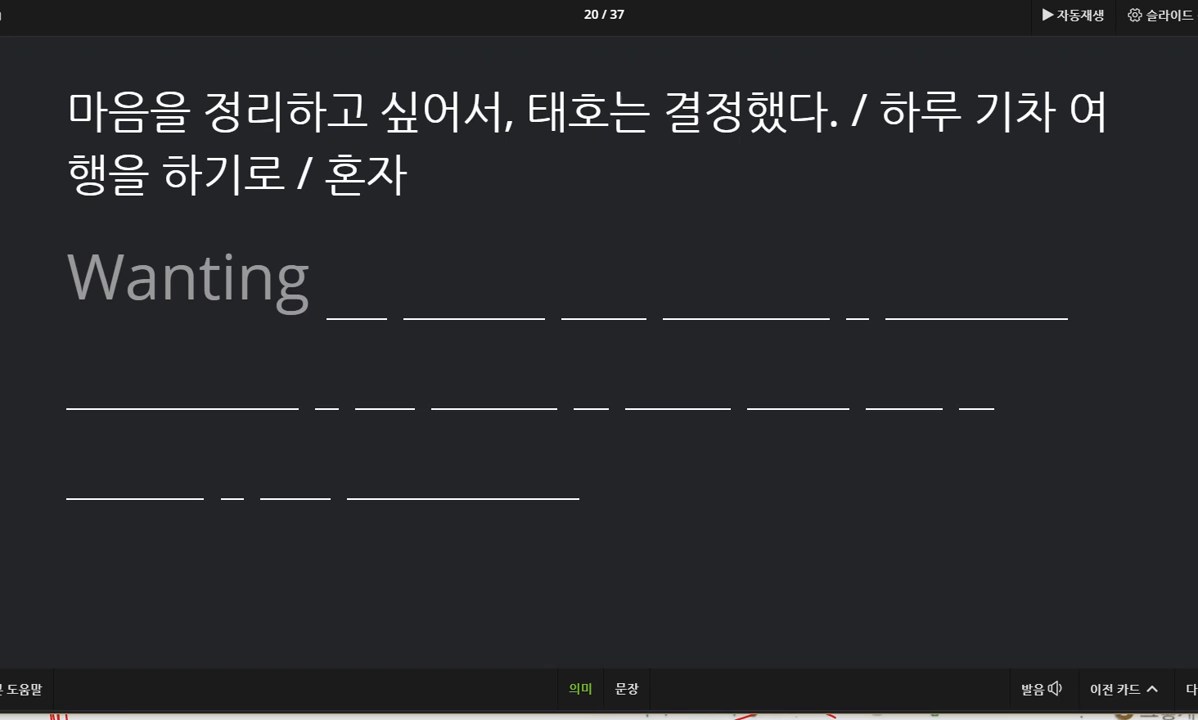 20 / 37
▶ 자동재생
슬라이드
마음을 정리하고 싶어서, 태호는 결정했다. / 하루 기차 여
행을 하기로 / 혼자
Wanting
도움말
의미
문장
발음
이전 카드
다